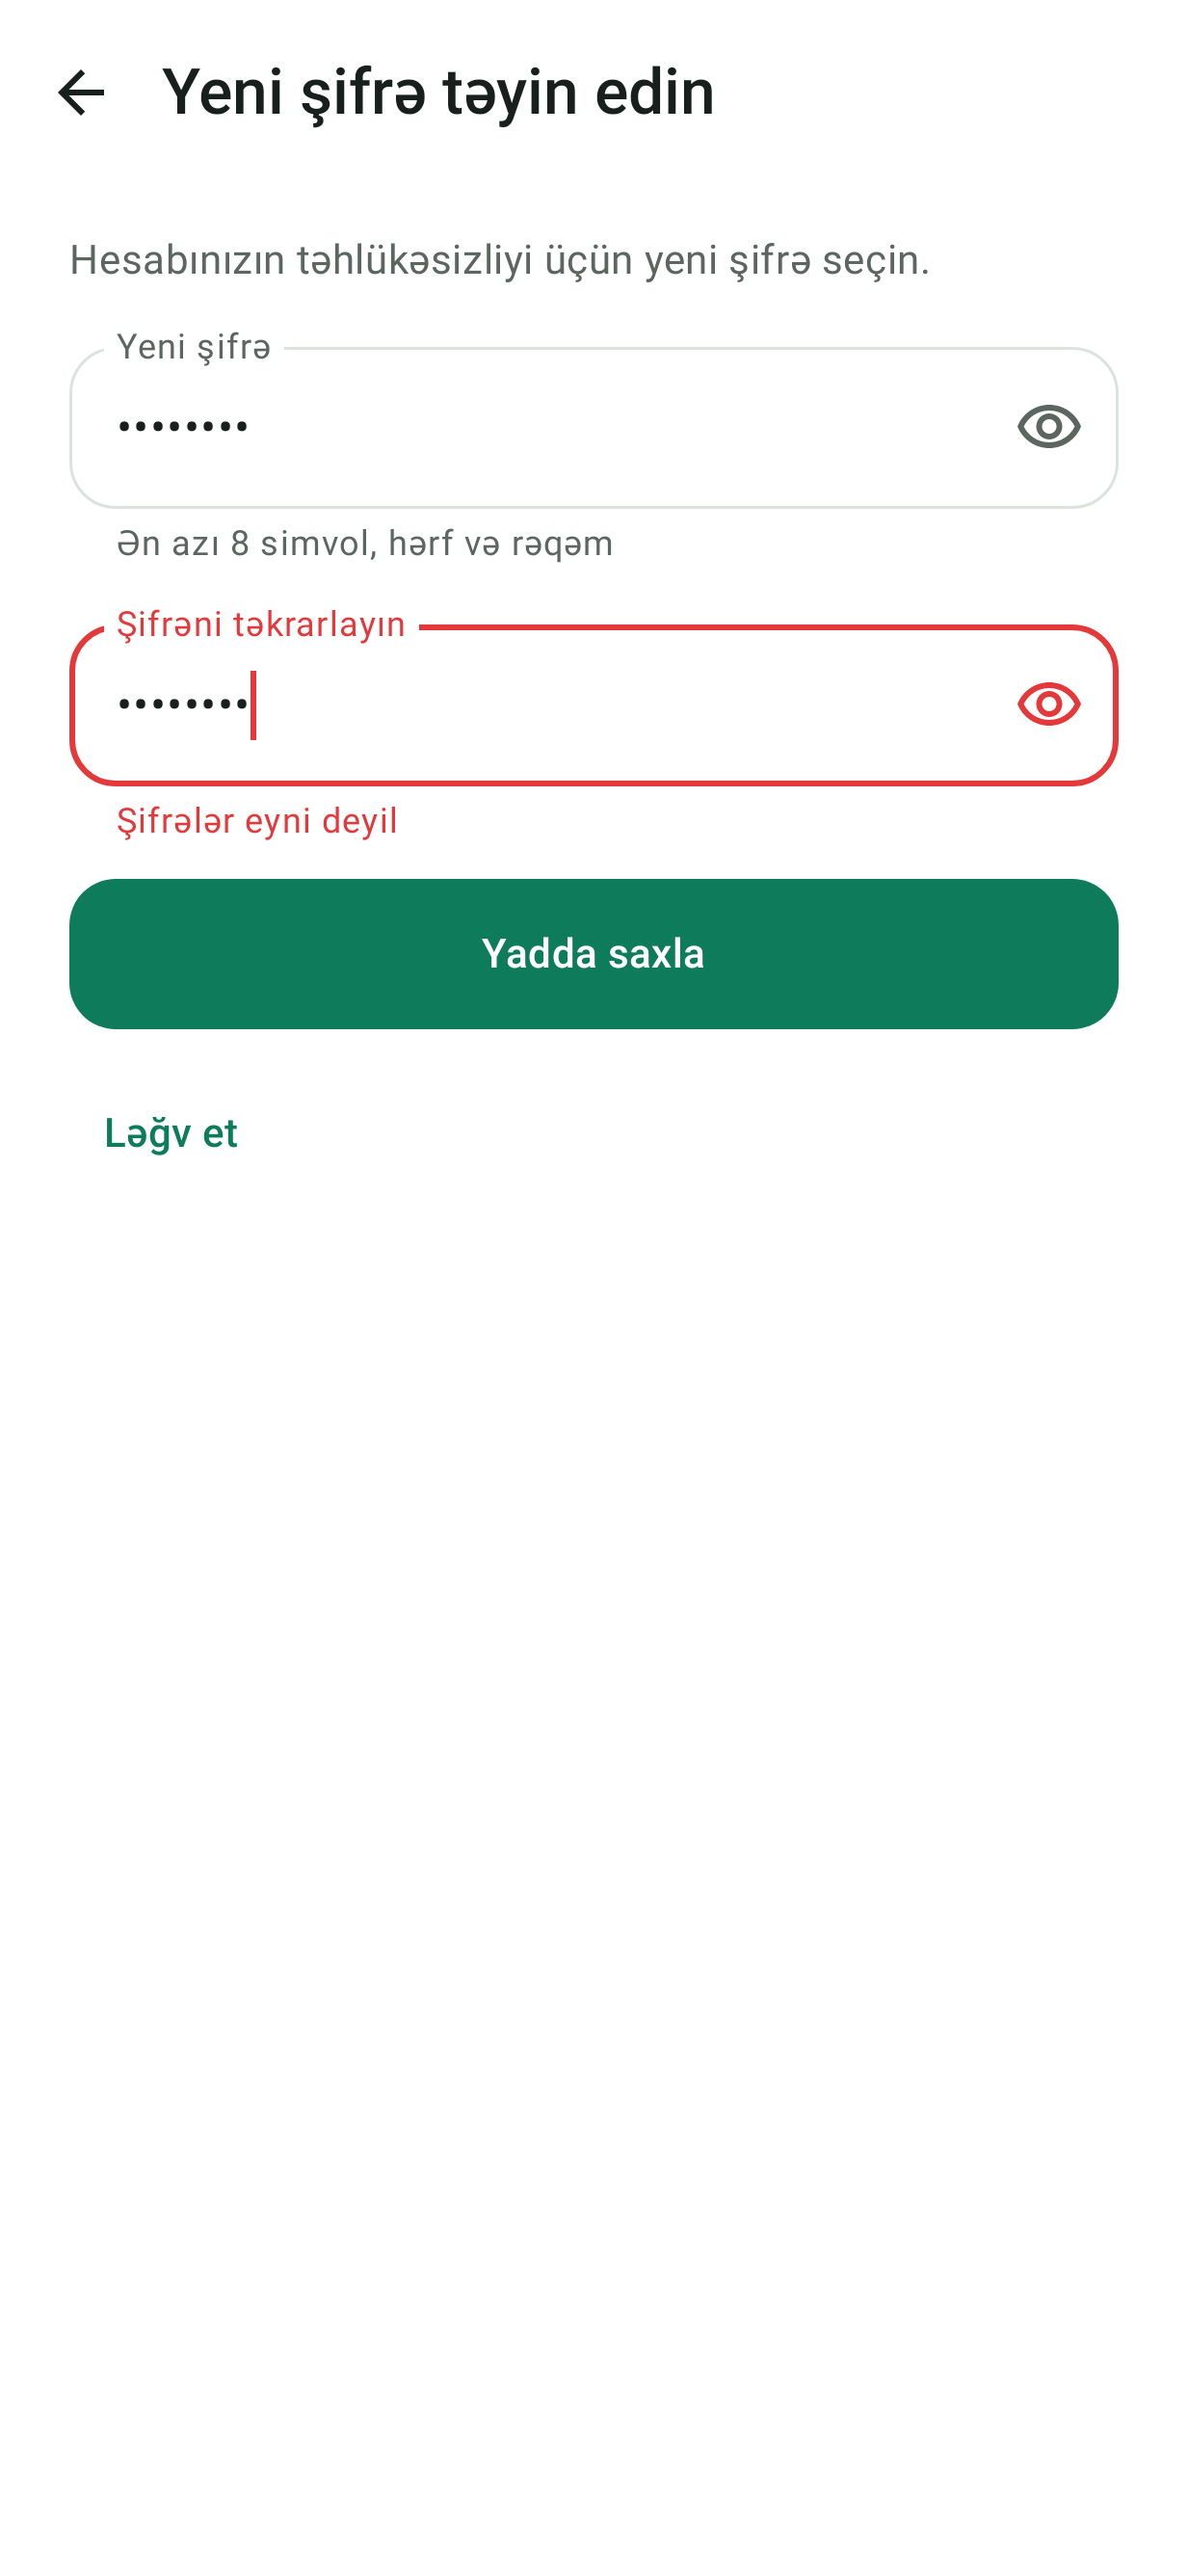 Yeni şifrə təyin edin
Hesabınızın təhlükəsizliyi üçün yeni şifrə seçin.
Yeni şifrə
••••••••
Ən azı 8 simvol, hərf və rəqəm
Şifrəni təkrarlayın
••••••••
Şifrələr eyni deyil
Yadda saxla
Ləğv et